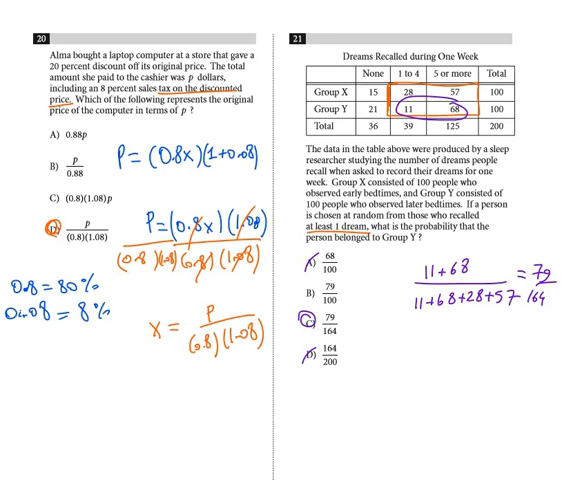 20
Alma bought a laptop computer at a store that gave a
20 percent discount off its original price. The total
amount she paid to the cashier was p dollars,
including an 8 percent sales tax on the discounted
price. Which of the following represents the original
price of the computer in terms of p ?
A) 0.88p
B) p/0.88
C) (0.8)(1.08)p
D) p/(0.8)(1.08)
P=(0.8x)(1+0.08)
P=(0.8x)(1.08)
(0.8)(1.08)(0.8)(1.08)
0.8 = 80%
0.08 = 8%
x = P/(0.8)(1.08)
21
Dreams Recalled during One Week
None 1 to 4 5 or more Total
Group X 15 28 57 100
Group Y 21 11 68 100
Total 36 39 125 200
The data in the table above were produced by a sleep
researcher studying the number of dreams people
recall when asked to record their dreams for one
week. Group X consisted of 100 people who
observed early bedtimes, and Group Y consisted of
100 people who observed later bedtimes. If a person
is chosen at random from those who recalled
at least 1 dream, what is the probability that the
person belonged to Group Y ?
A) 68/100
B) 79/100
C) 79/164
D) 164/200
11+68
11+68+28+57
= 79/164